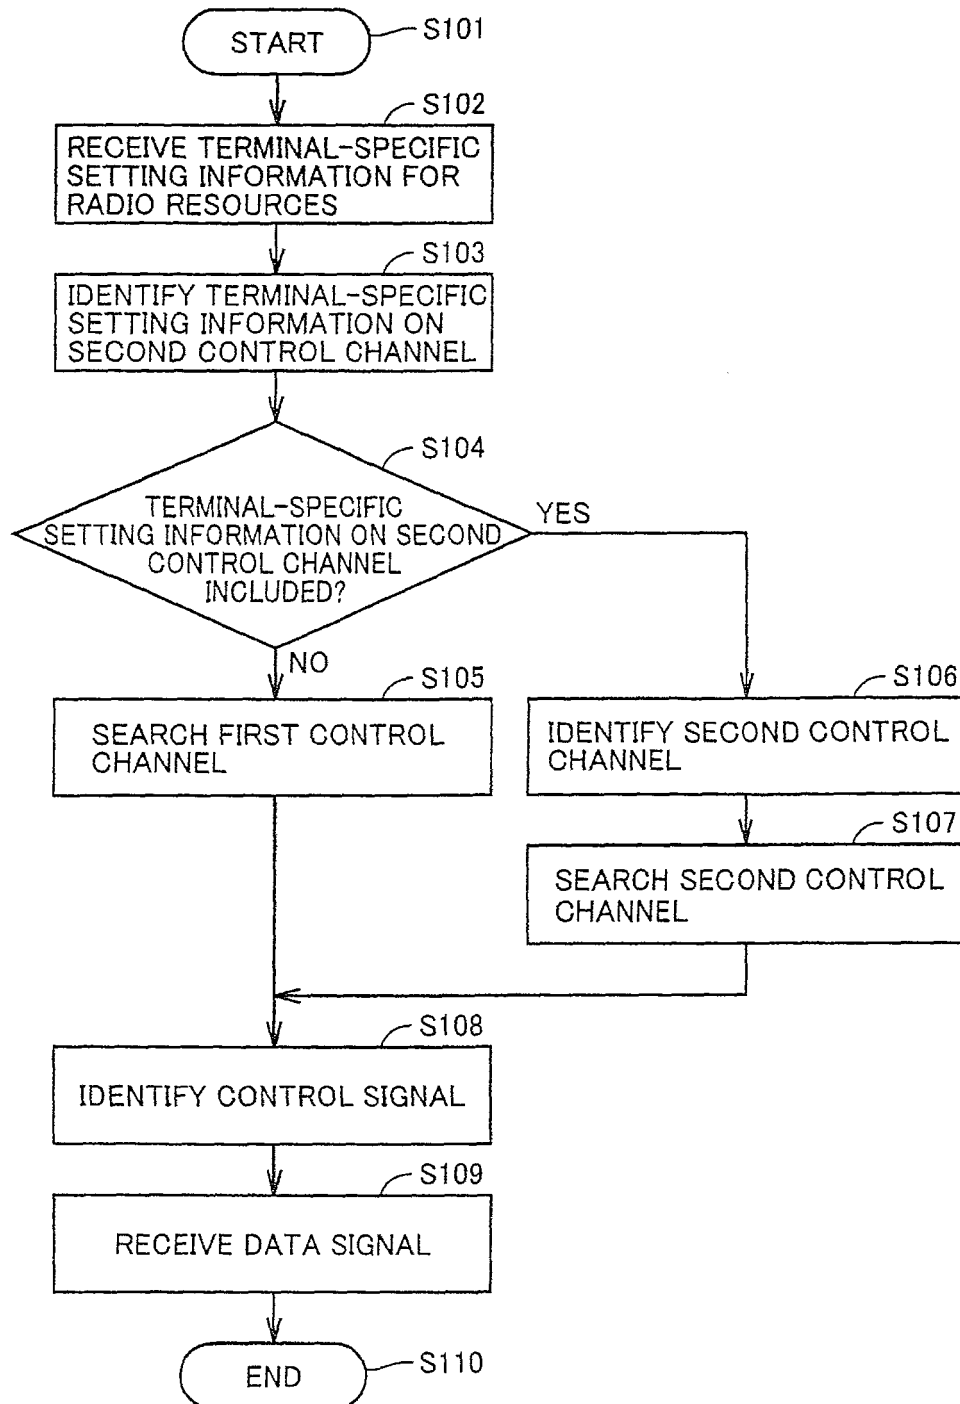 START
S101
S102
RECEIVE TERMINAL-SPECIFIC
SETTING INFORMATION FOR
RADIO RESOURCES
S103
IDENTIFY TERMINAL-SPECIFIC
SETTING INFORMATION ON
SECOND CONTROL CHANNEL
S104
TERMINAL-SPECIFIC
SETTING INFORMATION ON SECOND
CONTROL CHANNEL
INCLUDED?
YES
NO
S105
SEARCH FIRST CONTROL
CHANNEL
S106
IDENTIFY SECOND CONTROL
CHANNEL
S107
SEARCH SECOND CONTROL
CHANNEL
S108
IDENTIFY CONTROL SIGNAL
S109
RECEIVE DATA SIGNAL
END
S110